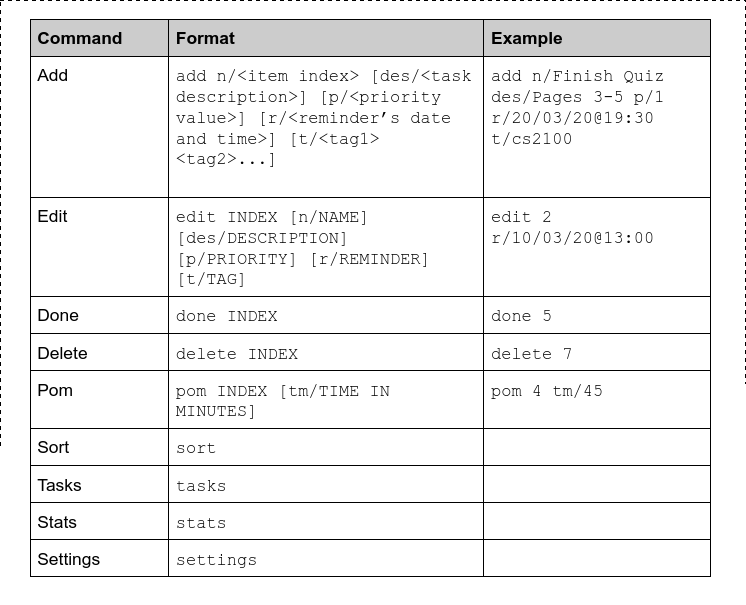 Command Format Example
Add add n/<item index> [des/<task add n/Finish Quiz
description>] [p/<priority des/Pages 3-5 p/1
value>] [r/<reminder’s date r/20/03/20@19:30
and time>] [t/<tag1> t/cs2100
<tag2>...]
Edit edit INDEX [n/NAME] edit 2
[des/DESCRIPTION] r/10/03/20@13:00
[p/PRIORITY] [r/REMINDER]
[t/TAG]
Done done INDEX done 5
Delete delete INDEX delete 7
Pom pom INDEX [tm/TIME IN pom 4 tm/45
MINUTES]
Sort sort
Tasks tasks
Stats stats
Settings settings